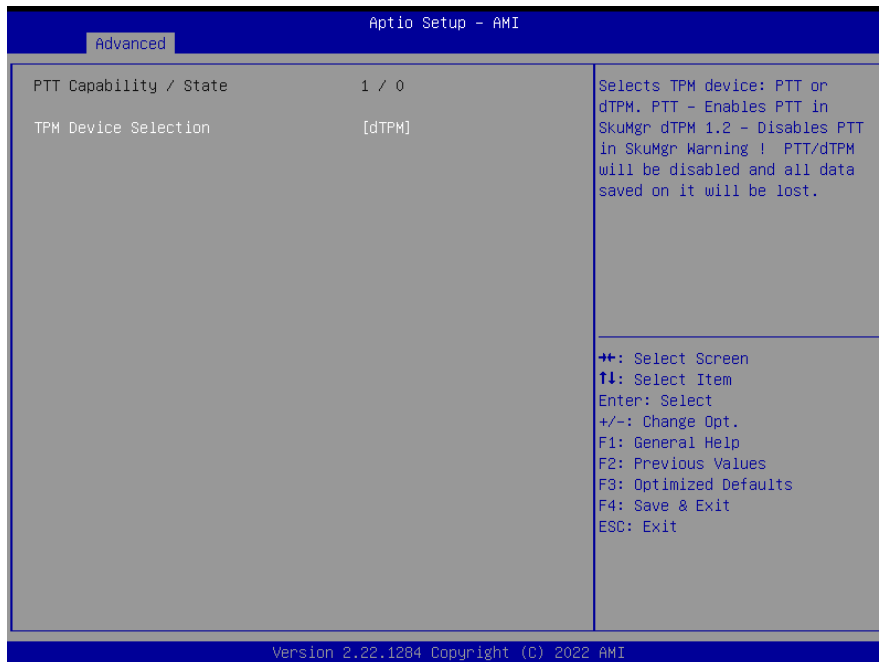 Aptio Setup – AMI
Advanced
PTT Capability / State 1 / 0
TPM Device Selection [dTPM]
Selects TPM device: PTT or
dTPM. PTT – Enables PTT in
SkuMgr dTPM 1.2 – Disables PTT
in SkuMgr Warning ! PTT/dTPM
will be disabled and all data
saved on it will be lost.
→←: Select Screen
↑↓: Select Item
Enter: Select
+/-: Change Opt.
F1: General Help
F2: Previous Values
F3: Optimized Defaults
F4: Save & Exit
ESC: Exit
Version 2.22.1284 Copyright (C) 2022 AMI